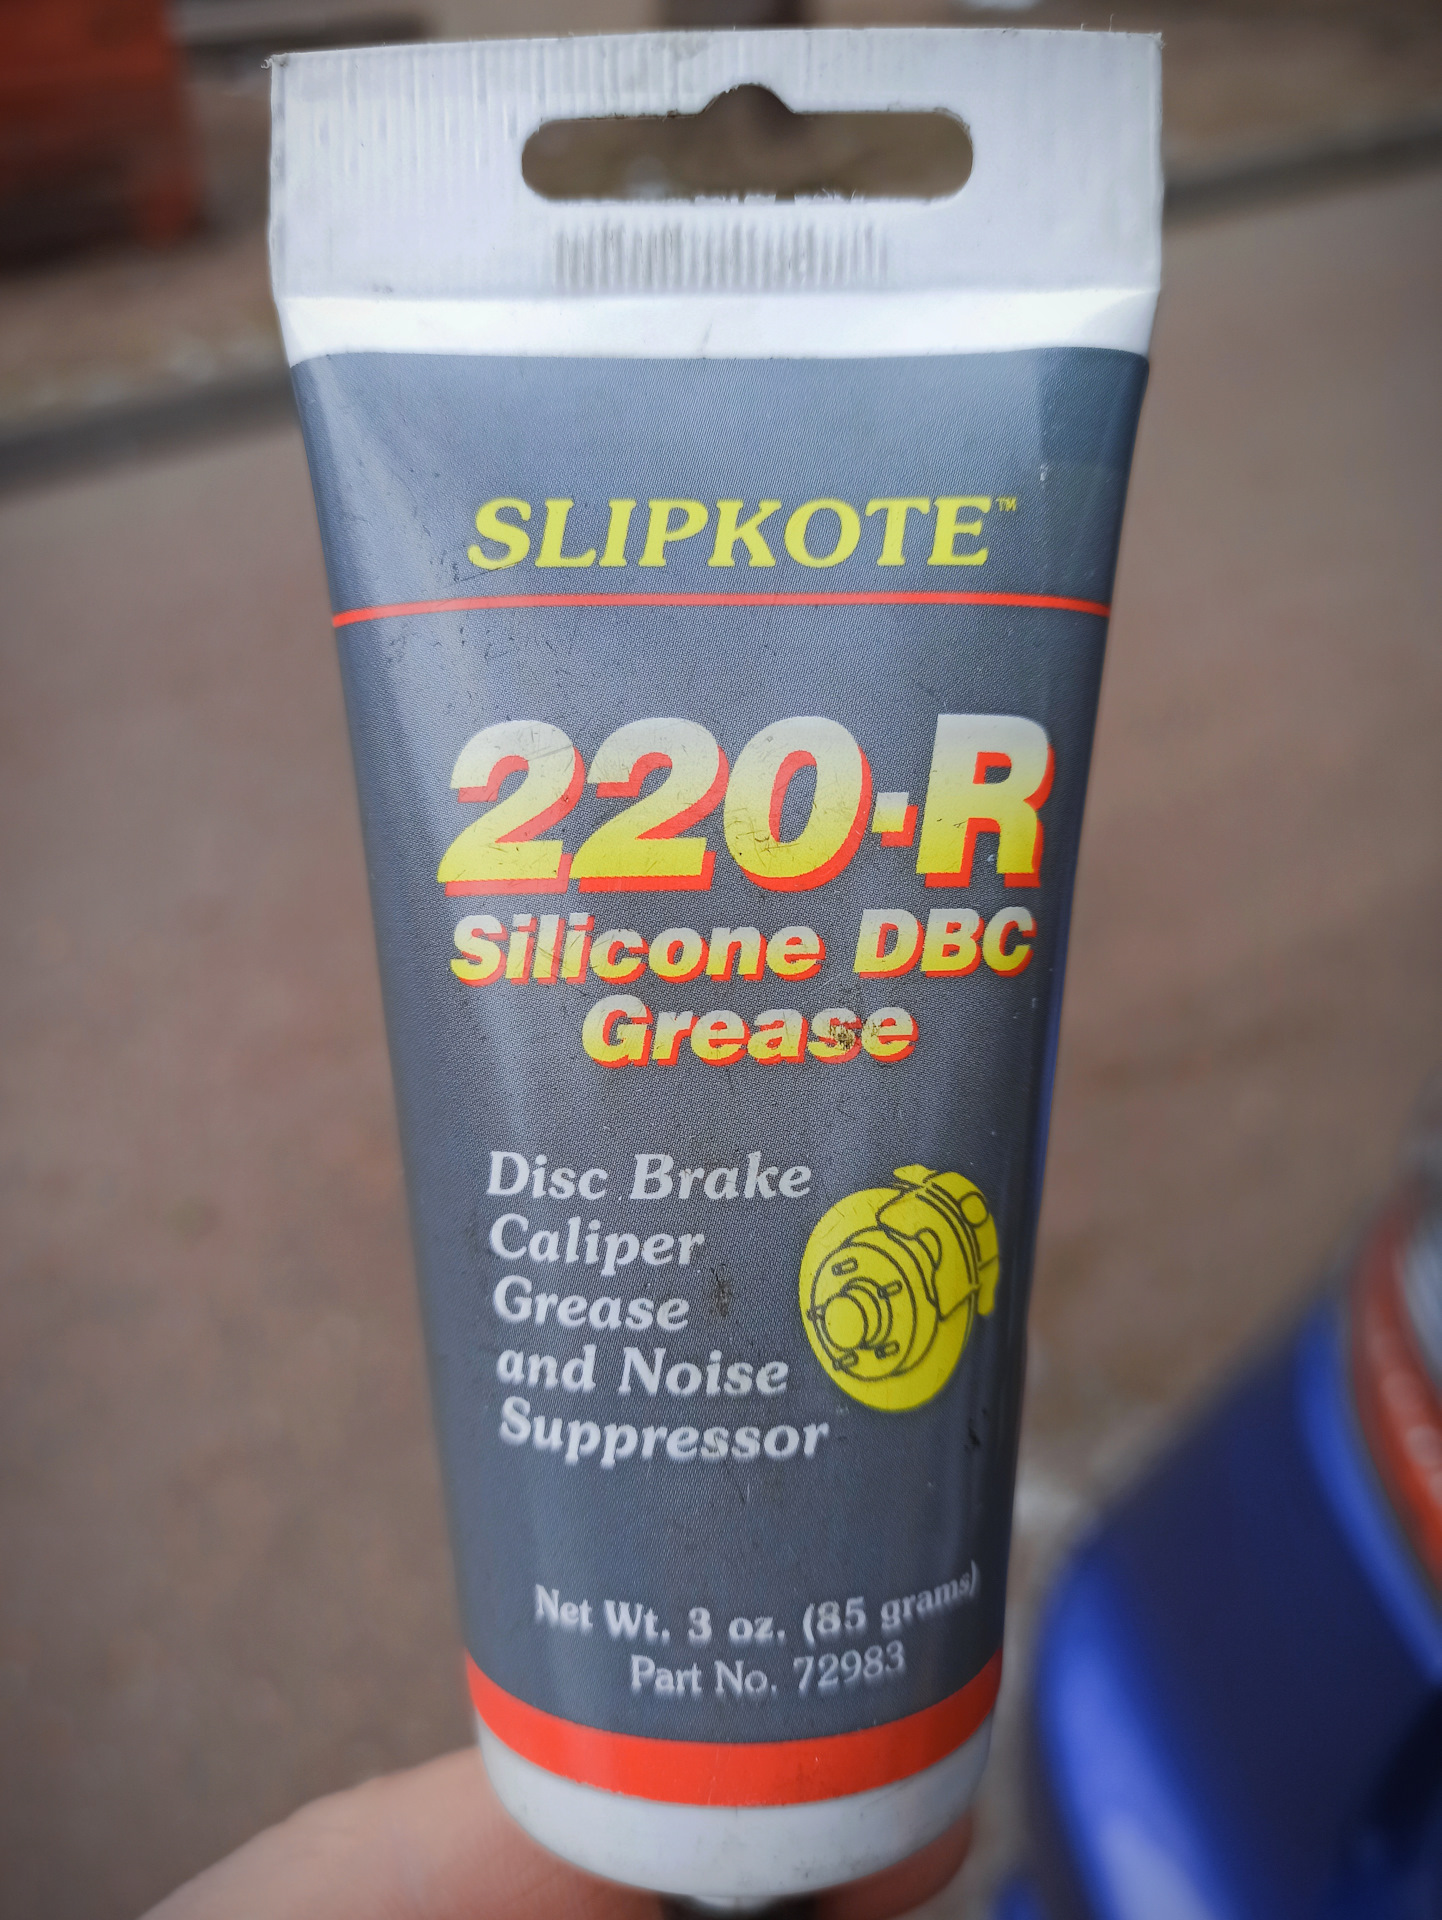 SLIPKOTE™
220-R
Silicone DBC
Grease
Disc Brake
Caliper
Grease
and Noise
Suppressor
Net Wt. 3 oz. (85 grams)
Part No. 72983